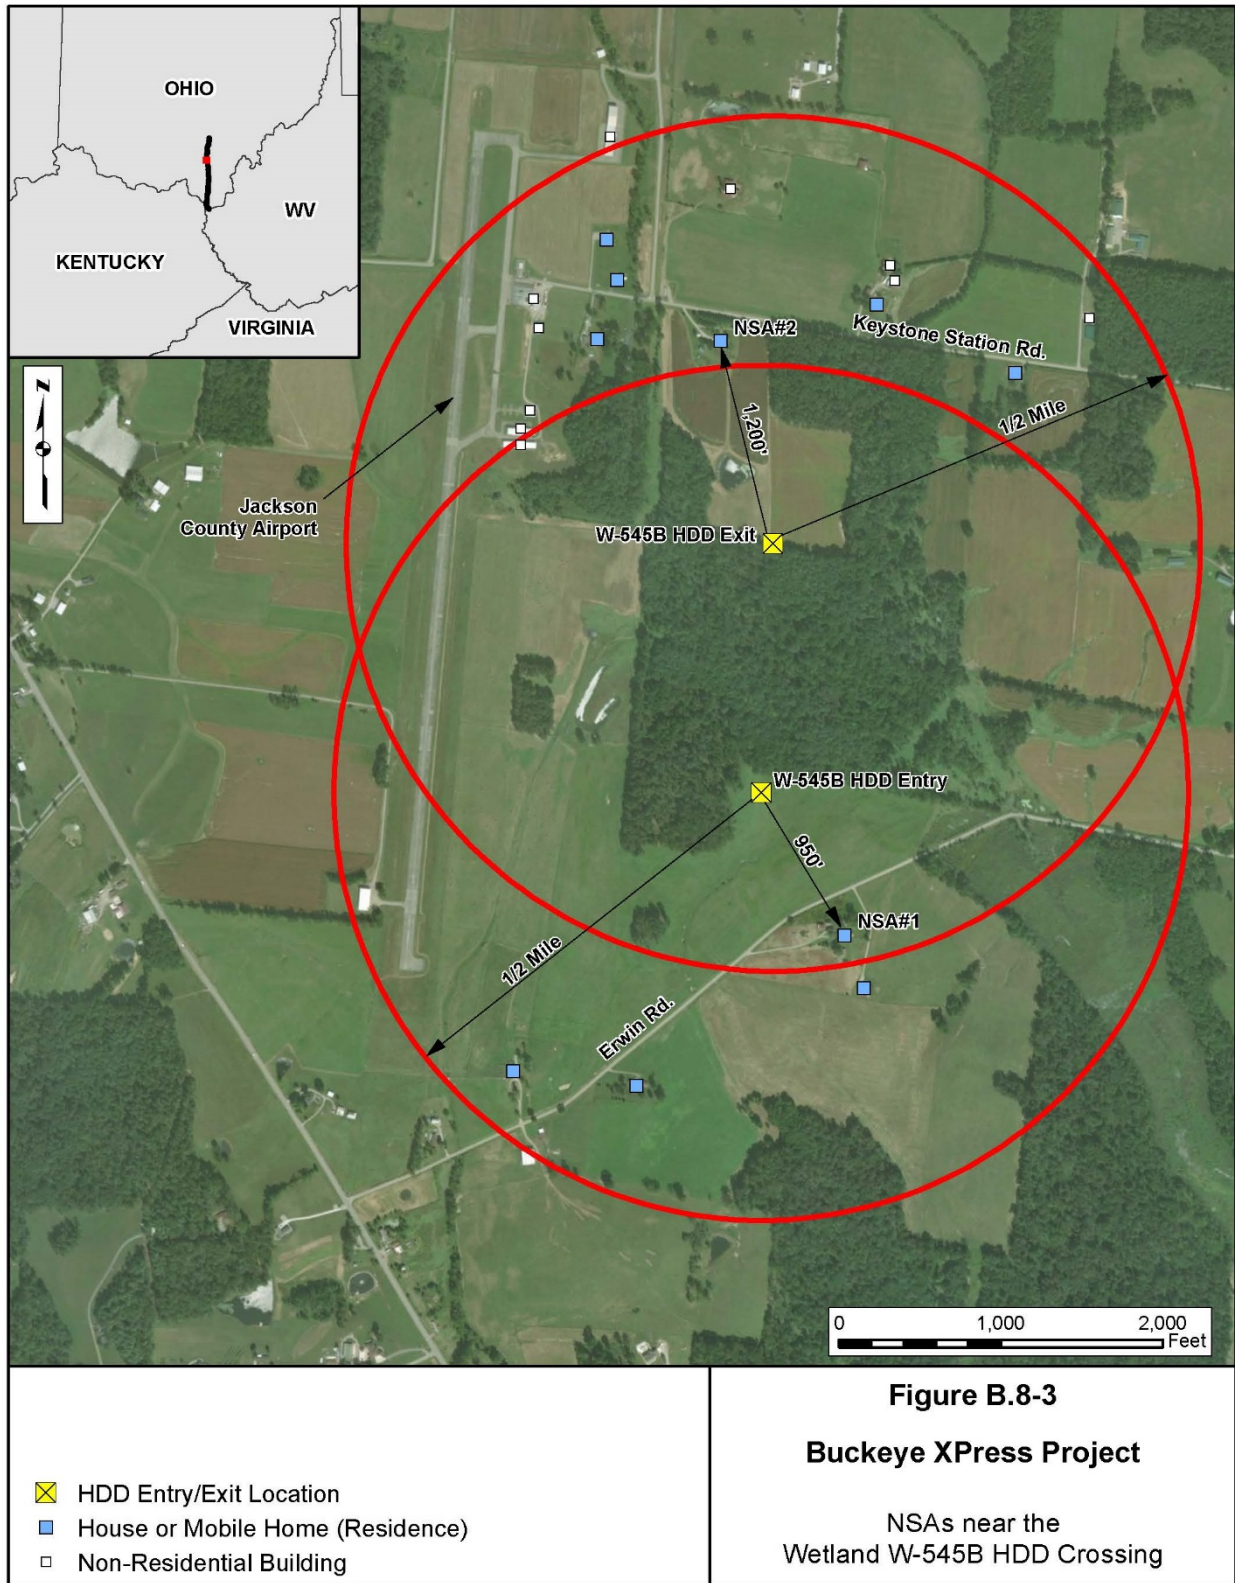 OHIO
WV
KENTUCKY
VIRGINIA
N
NSA#2
Keystone Station Rd.
1,200'
1/2 Mile
Jackson
County Airport
W-545B HDD Exit
W-545B HDD Entry
950'
NSA#1
1/2 Mile
Erwin Rd.
0 1,000 2,000
Feet
Figure B.8-3
Buckeye XPress Project
HDD Entry/Exit Location
House or Mobile Home (Residence)
Non-Residential Building
NSAs near the
Wetland W-545B HDD Crossing